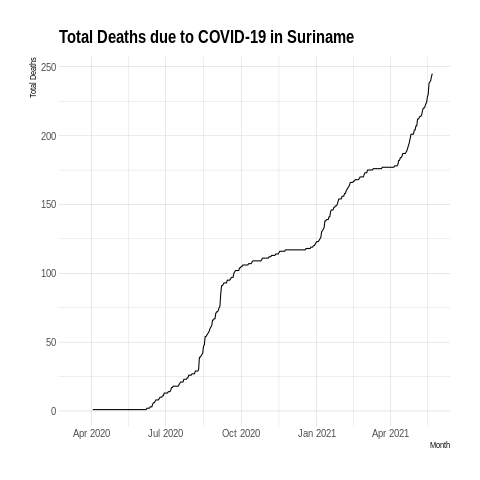 Total Deaths due to COVID-19 in Suriname
Total Deaths
250
200
150
100
50
0
Apr 2020 Jul 2020 Oct 2020 Jan 2021 Apr 2021
Month